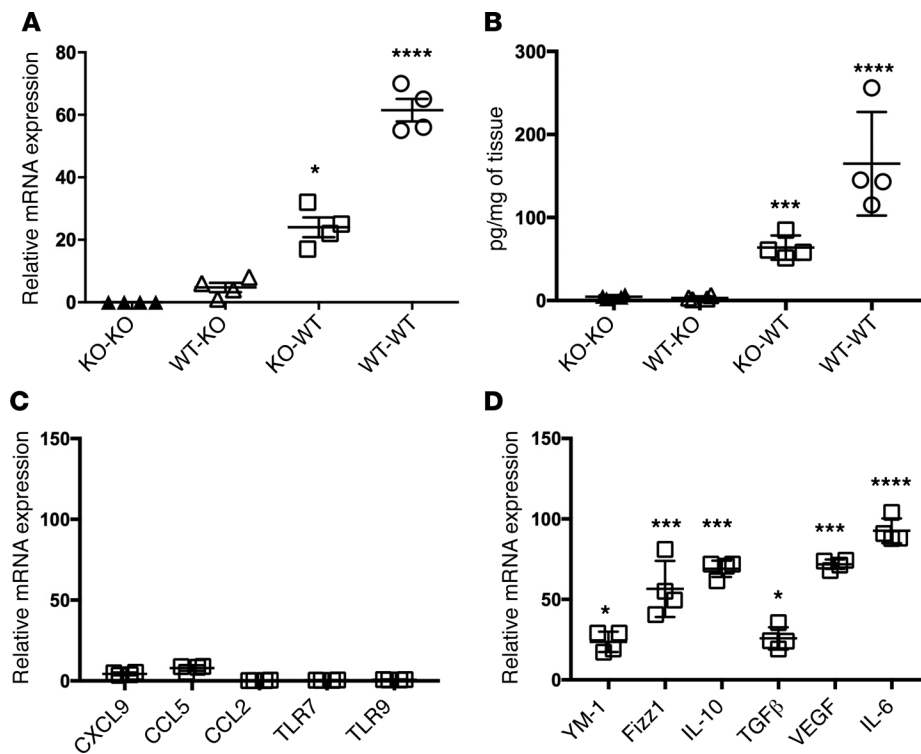 A
Relative mRNA expression
80
60
40
20
0
*
****
KO-KO
WT-KO
KO-WT
WT-WT
B
pg/mg of tissue
300
200
100
0
***
****
KO-KO
WT-KO
KO-WT
WT-WT
C
Relative mRNA expression
150
100
50
0
CXCL9
CCL5
CCL2
TLR7
TLR9
D
Relative mRNA expression
150
100
50
0
*
***
***
*
***
****
YM-1
Fizz1
IL-10
TGFβ
VEGF
IL-6